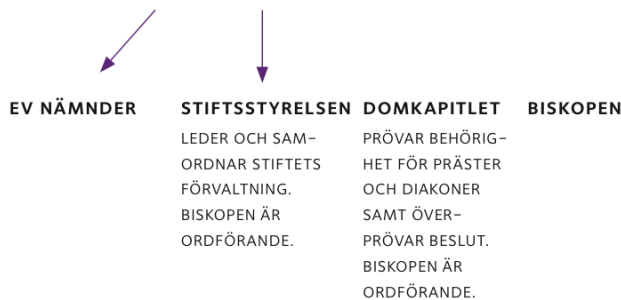 EV NÄMNDER
STIFTSSTYRELSEN
LEDER OCH SAM–
ORDNAR STIFTETS
FÖRVALTNING.
BISKOPEN ÄR
ORDFÖRANDE.
DOMKAPITLET
PRÖVAR BEHÖRIG–
HET FÖR PRÄSTER
OCH DIAKONER
SAMT ÖVER–
PRÖVAR BESLUT.
BISKOPEN ÄR
ORDFÖRANDE.
BISKOPEN